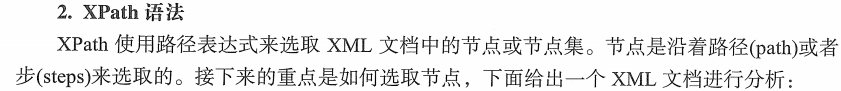 2. XPath 语法
XPath 使用路径表达式来选取 XML 文档中的节点或节点集。节点是沿着路径(path)或者
步(steps)来选取的。接下来的重点是如何选取节点，下面给出一个 XML 文档进行分析：